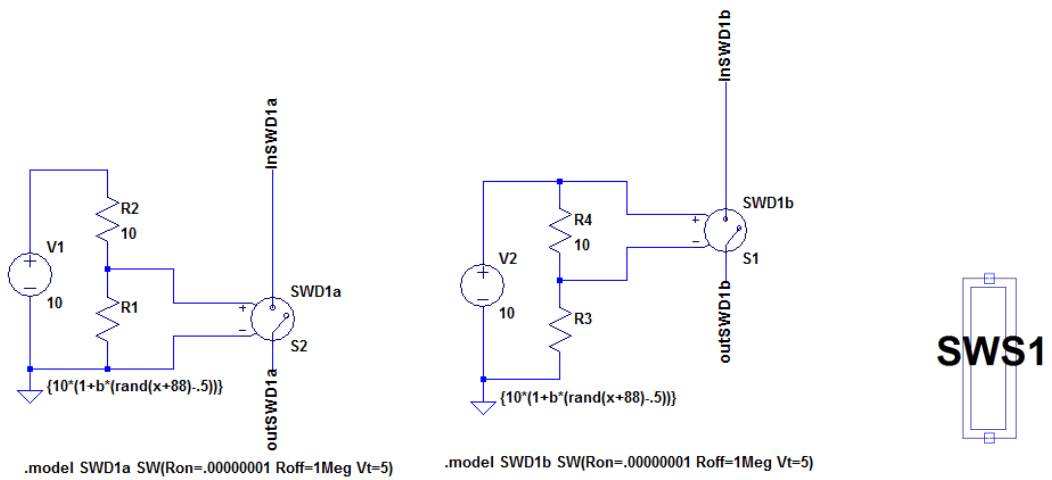 InSWD1a
R2
10
V1
10
R1
+
−
+
−
SWD1a
S2
{10*(1+b*(rand(x+88)-.5))}
outSWD1a
.model SWD1a SW(Ron=.00000001 Roff=1Meg Vt=5)
InSWD1b
R4
10
V2
10
R3
+
−
+
−
SWD1b
S1
outSWD1b
{10*(1+b*(rand(x+88)-.5))}
.model SWD1b SW(Ron=.00000001 Roff=1Meg Vt=5)
SWS1